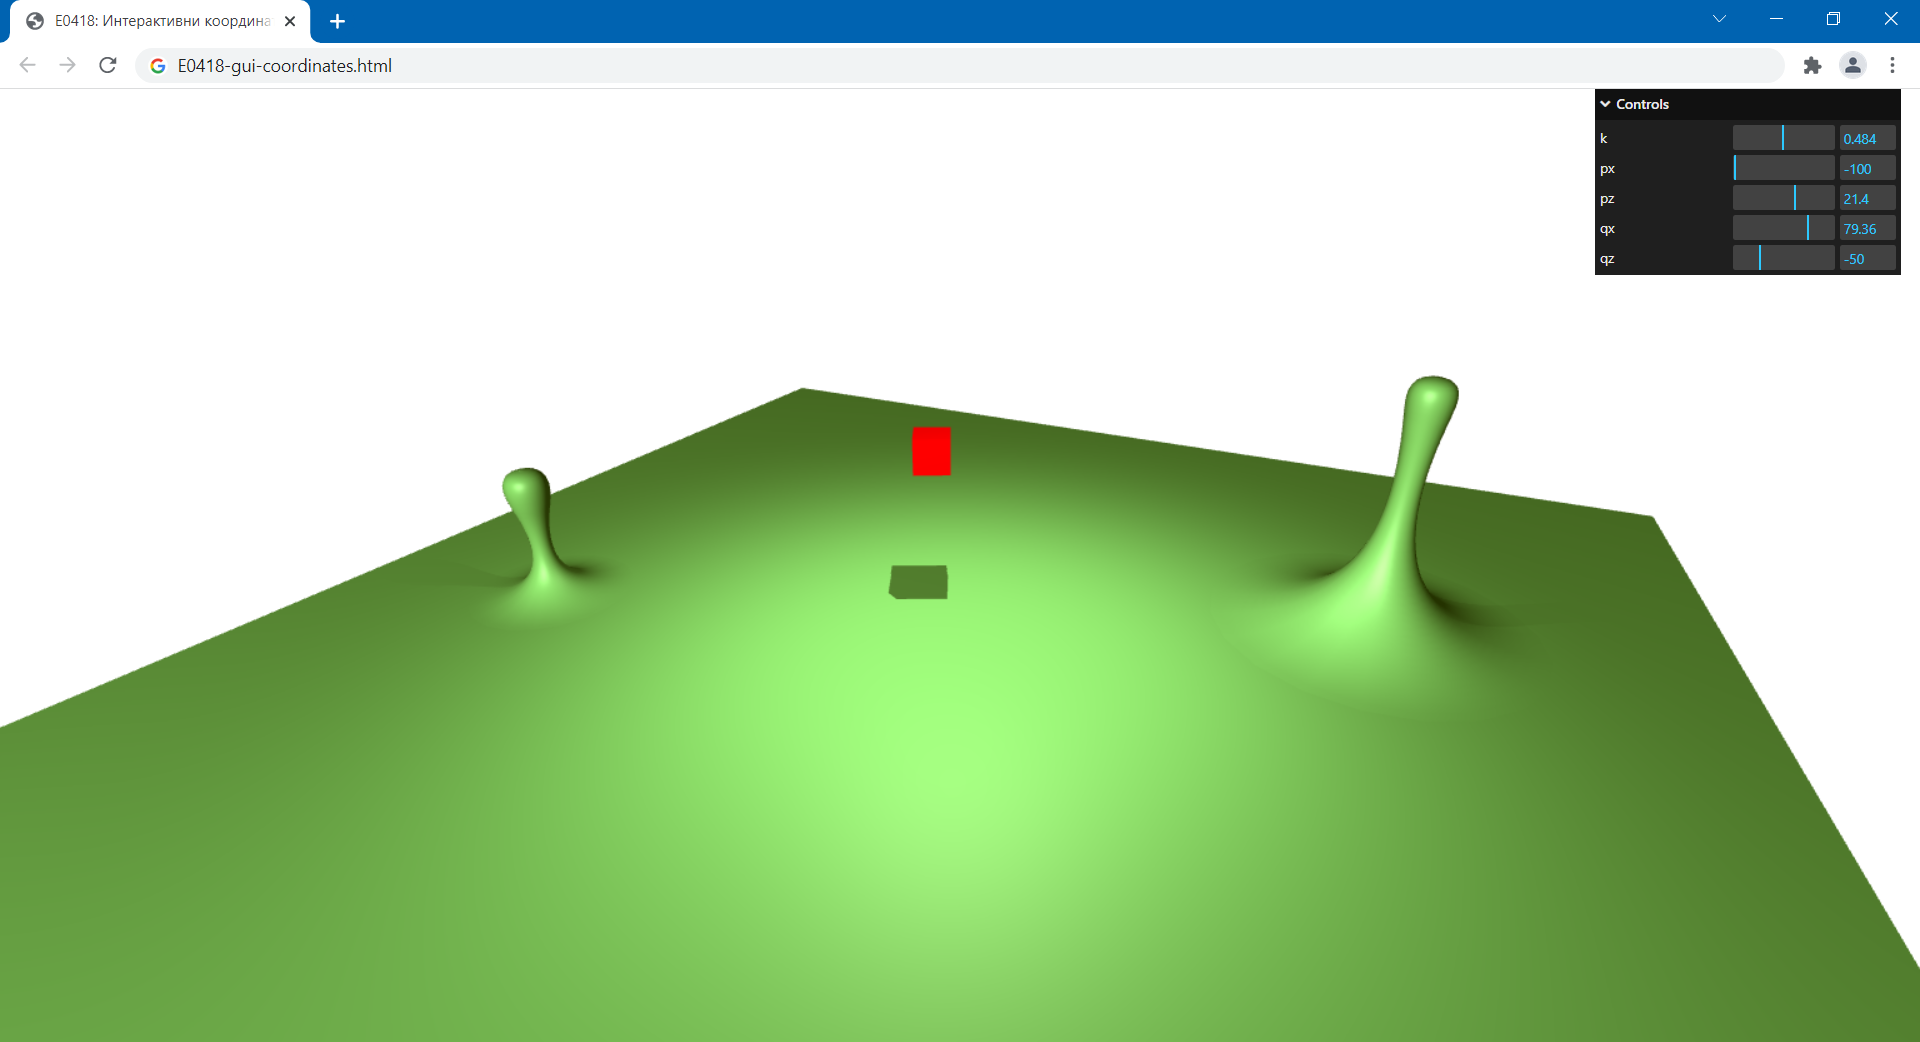 E0418: Интерактивни координа
E0418-gui-coordinates.html
Controls
k 0.484
px -100
pz 21.4
qx 79.36
qz -50